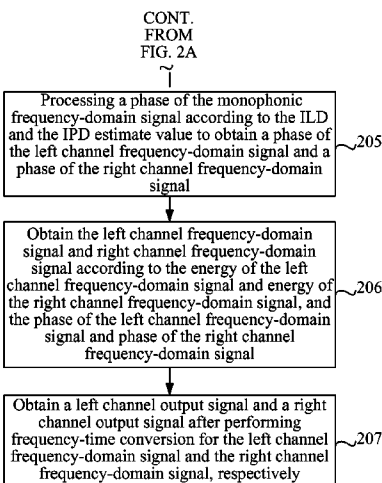 CONT.
FROM
FIG. 2A
Processing a phase of the monophonic
frequency-domain signal according to the ILD
and the IPD estimate value to obtain a phase of
the left channel frequency-domain signal and a
phase of the right channel frequency-domain
signal
205
Obtain the left channel frequency-domain
signal and right channel frequency-domain
signal according to the energy of the left
channel frequency-domain signal and energy of
the right channel frequency-domain signal, and
the phase of the left channel frequency-domain
signal and phase of the right channel
frequency-domain signal
206
Obtain a left channel output signal and a right
channel output signal after performing
frequency-time conversion for the left channel
frequency-domain signal and the right channel
frequency-domain signal, respectively
207